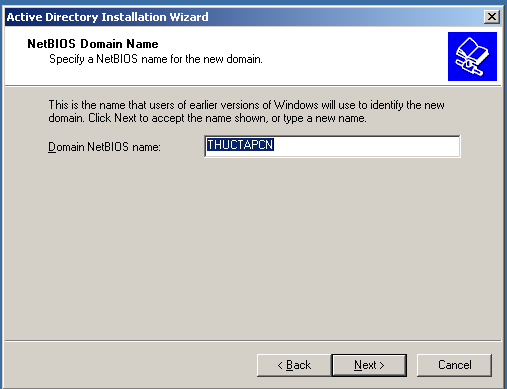 Active Directory Installation Wizard
NetBIOS Domain Name
Specify a NetBIOS name for the new domain.
This is the name that users of earlier versions of Windows will use to identify the new
domain. Click Next to accept the name shown, or type a new name.
Domain NetBIOS name: THUCTAPCN
< Back Next > Cancel